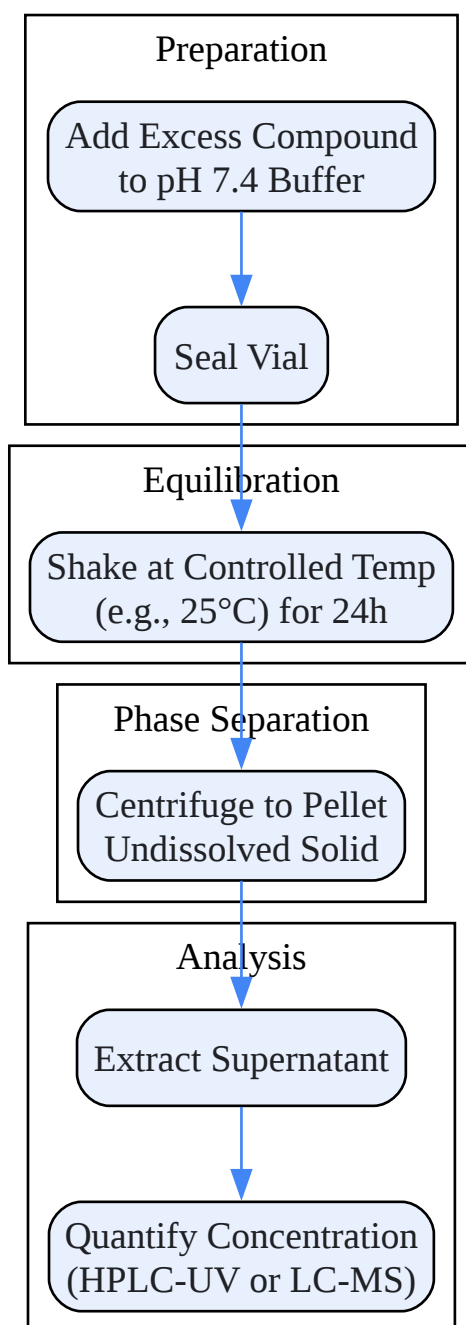 Preparation
Add Excess Compound
to pH 7.4 Buffer
Seal Vial
Equilibration
Shake at Controlled Temp
(e.g., 25°C) for 24h
Phase Separation
Centrifuge to Pellet
Undissolved Solid
Analysis
Extract Supernatant
Quantify Concentration
(HPLC-UV or LC-MS)